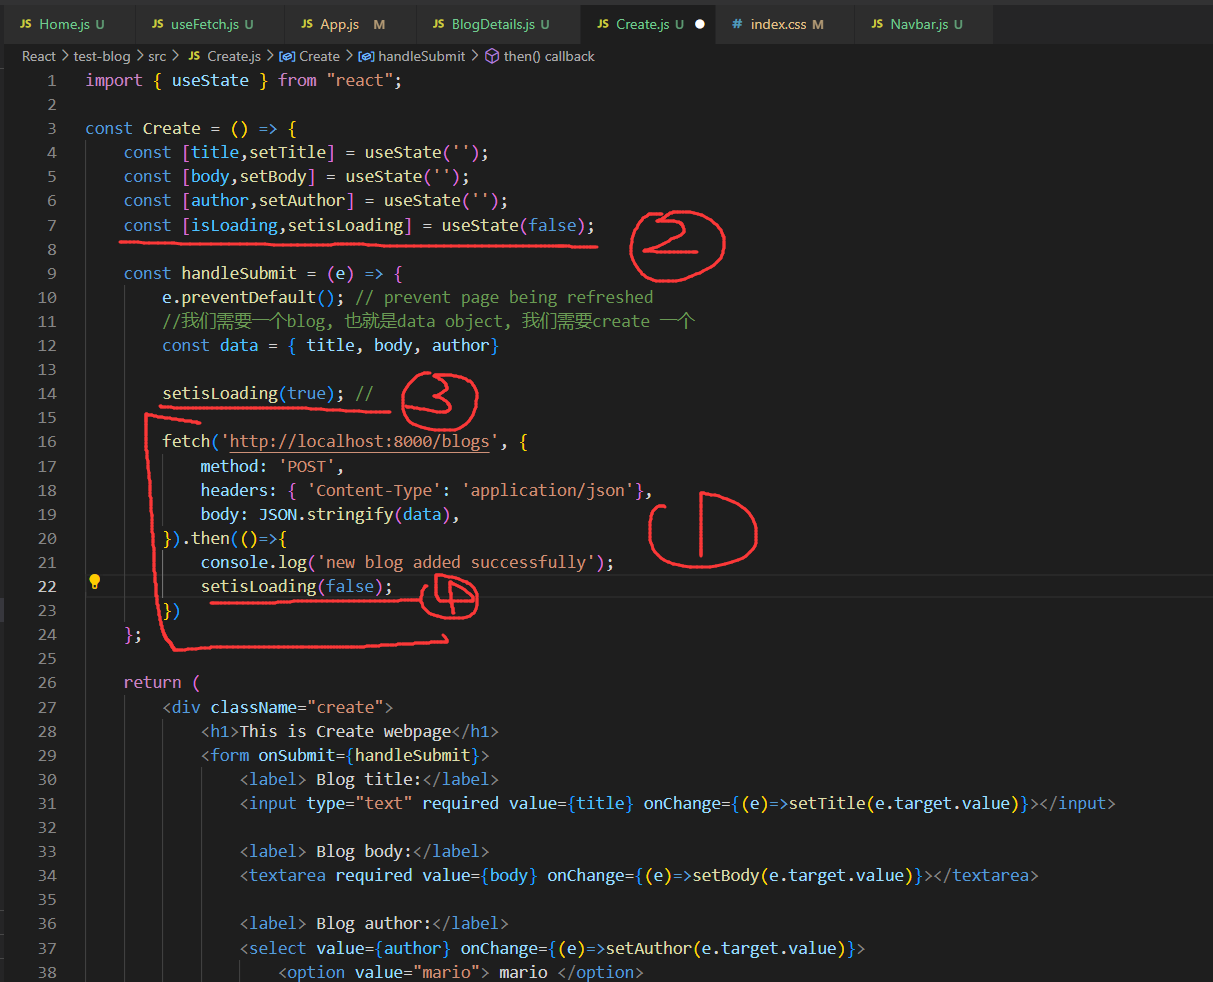 JS Home.js U JS useFetch.js U JS App.js M JS BlogDetails.js U JS Create.js U # index.css M JS Navbar.js U
React > test-blog > src > JS Create.js > Create > handleSubmit > then() callback
1 import { useState } from "react";
2
3 const Create = () => {
4 const [title,setTitle] = useState('');
5 const [body,setBody] = useState('');
6 const [author,setAuthor] = useState('');
7 const [isLoading,setisLoading] = useState(false);
2
8
9 const handleSubmit = (e) => {
10 e.preventDefault(); // prevent page being refreshed
11 //我们需要一个blog, 也就是data object, 我们需要create 一个
12 const data = { title, body, author}
13
14 setisLoading(true); //
3
15
16 fetch('http://localhost:8000/blogs', {
17 method: 'POST',
18 headers: { 'Content-Type': 'application/json'},
19 body: JSON.stringify(data),
1
20 }).then(()=>{
21 console.log('new blog added successfully');
22 setisLoading(false);
4
23 })
24 };
25
26 return (
27 <div className="create">
28 <h1>This is Create webpage</h1>
29 <form onSubmit={handleSubmit}>
30 <label> Blog title:</label>
31 <input type="text" required value={title} onChange={(e)=>setTitle(e.target.value)}></input>
32
33 <label> Blog body:</label>
34 <textarea required value={body} onChange={(e)=>setBody(e.target.value)}></textarea>
35
36 <label> Blog author:</label>
37 <select value={author} onChange={(e)=>setAuthor(e.target.value)}>
38 <option value="mario"> mario </option>